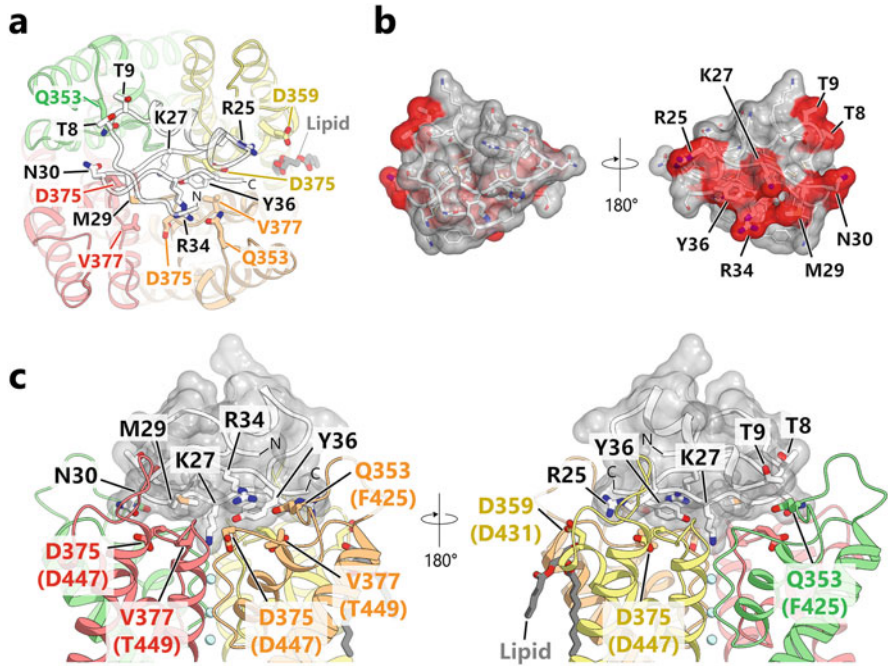 a
T9
Q353
T8
K27
R25
D359
Lipid
N30
D375
C
D375
N
Y36
M29
V377
R34
V377
D375
Q353
b
K27
T9
T8
R25
180°
Y36
N30
R34
M29
c
R34
M29
N
Y36
K27
C
N30
Q353
(F425)
D375
(D447)
V377
(T449)
D375
(D447)
V377
(T449)
180°
T8
N
T9
Y36
K27
C
R25
D359
(D431)
Q353
(F425)
D375
(D447)
Lipid